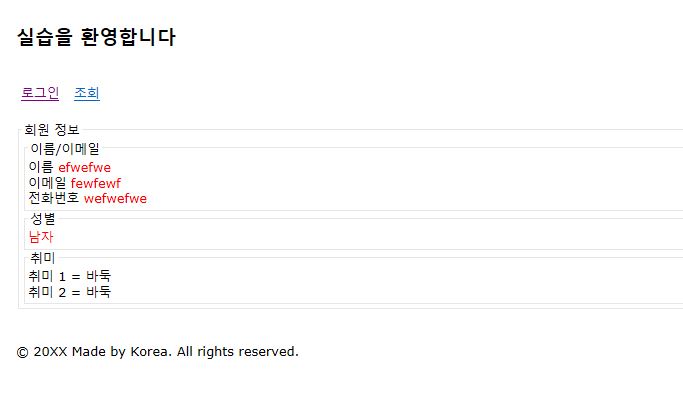 실습을 환영합니다
로그인 조회
회원 정보
이름/이메일
이름 efwefwe
이메일 fewfewf
전화번호 wefwefwe
성별
남자
취미
취미 1 = 바둑
취미 2 = 바둑
© 20XX Made by Korea. All rights reserved.